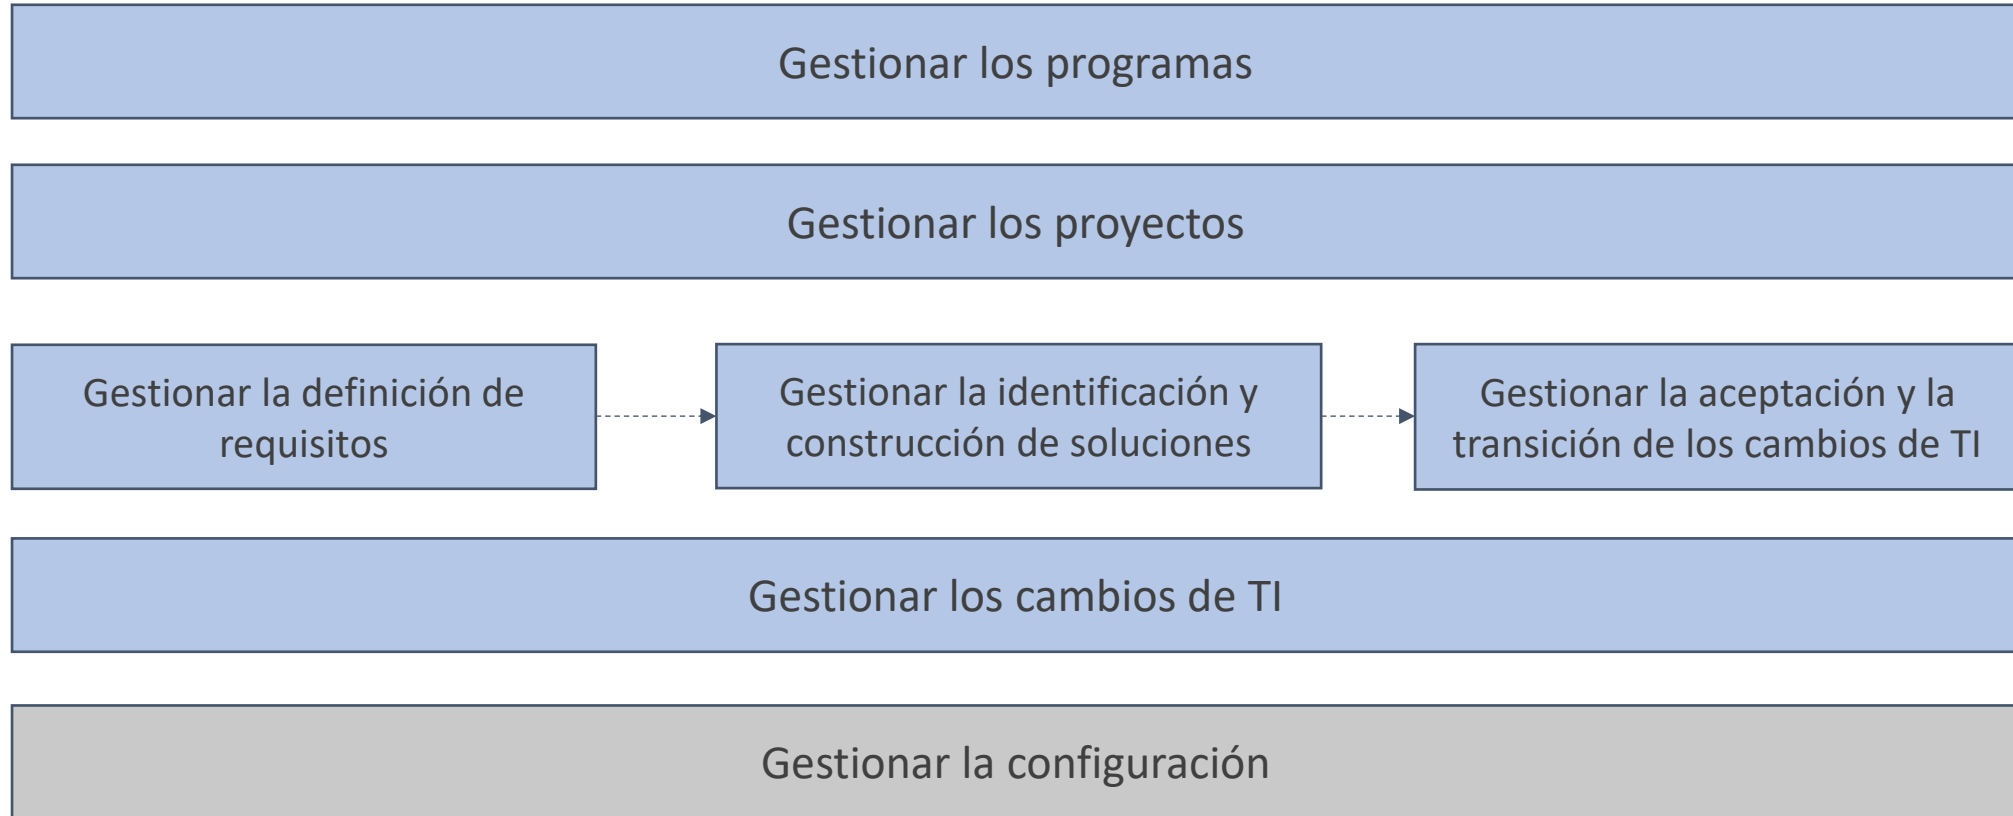 Gestionar los programas
Gestionar los proyectos
Gestionar la definición de
requisitos
Gestionar la identificación y
construcción de soluciones
Gestionar la aceptación y la
transición de los cambios de TI
Gestionar los cambios de TI
Gestionar la configuración